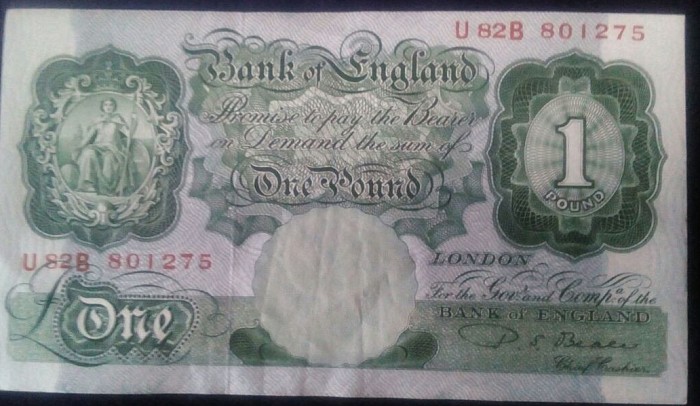 U 82B 801275
Bank of England
Promise to pay the Bearer
on Demand the sum of
One Pound
1
POUND
U 82B 801275
LONDON
For the Govr. and Compa. of the
BANK of ENGLAND
£ One
P S Beale
Chief Cashier